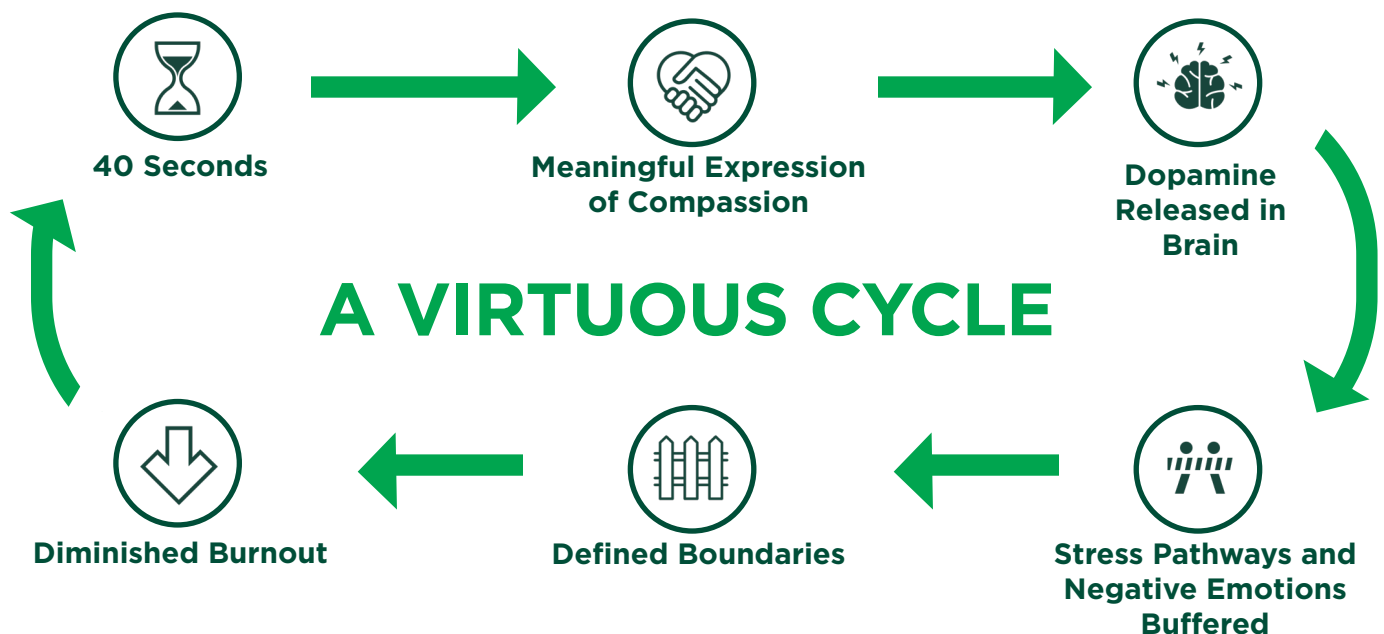 40 Seconds
Meaningful Expression
of Compassion
Dopamine
Released in
Brain
A VIRTUOUS CYCLE
Diminished Burnout
Defined Boundaries
Stress Pathways and
Negative Emotions
Buffered